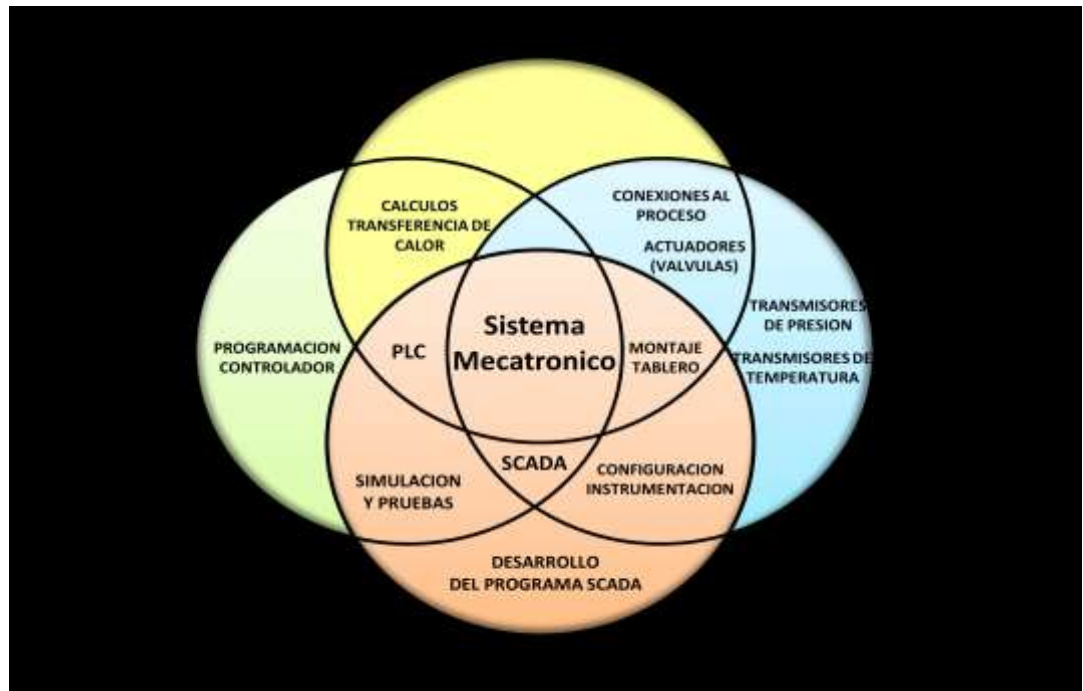 CALCULOS
TRANSFERENCIA DE
CALOR
CONEXIONES AL
PROCESO
ACTUADORES
(VALVULAS)
TRANSMISORES
DE PRESION
TRANSMISORES DE
TEMPERATURA
PROGRAMACION
CONTROLADOR
PLC
Sistema
Mecatronico
MONTAJE
TABLERO
SCADA
SIMULACION
Y PRUEBAS
CONFIGURACION
INSTRUMENTACION
DESARROLLO
DEL PROGRAMA SCADA